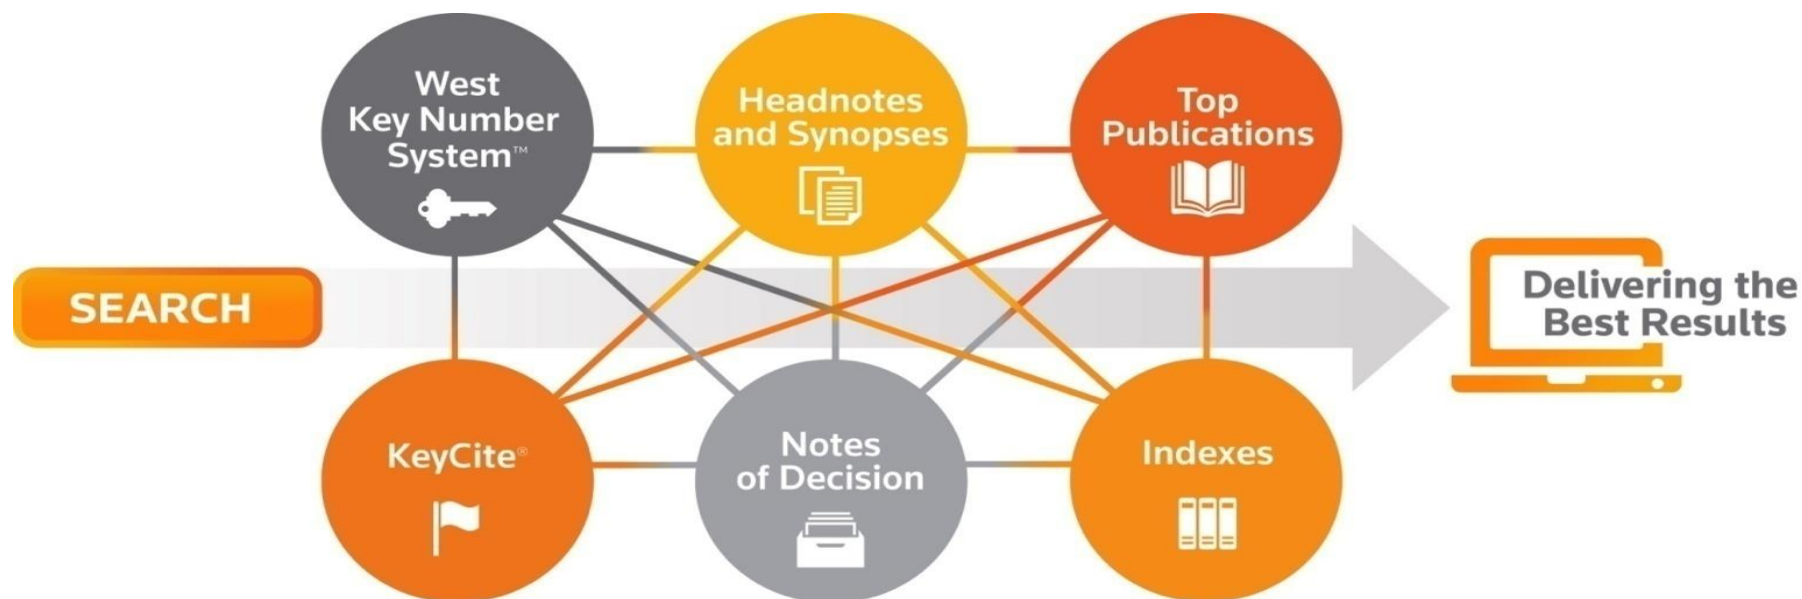 West
Key Number
System™
Headnotes
and Synopses
Top
Publications
SEARCH
Delivering the
Best Results
KeyCite®
Notes
of Decision
Indexes